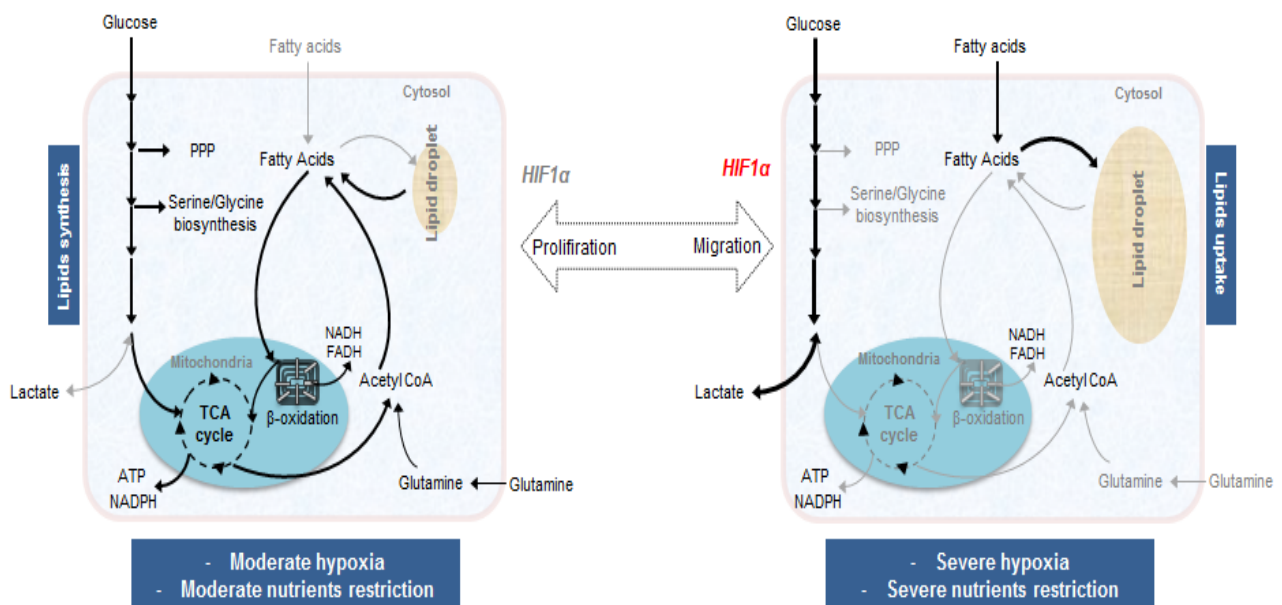 Glucose
Fatty acids
Cytosol
PPP
Fatty Acids
Serine/Glycine
biosynthesis
Lipid droplet
Lipids synthesis
NADH
FADH
Mitochondria
Lactate
Acetyl CoA
TCA
cycle
β-oxidation
ATP
NADPH
Glutamine
Glutamine
- Moderate hypoxia
- Moderate nutrients restriction
HIF1α
HIF1α
Prolifiration
Migration
Glucose
Fatty acids
Cytosol
PPP
Fatty Acids
Serine/Glycine
biosynthesis
Lipid droplet
Lipids uptake
NADH
FADH
Mitochondria
Lactate
Acetyl CoA
TCA
cycle
β-oxidation
ATP
NADPH
Glutamine
Glutamine
- Severe hypoxia
- Severe nutrients restriction